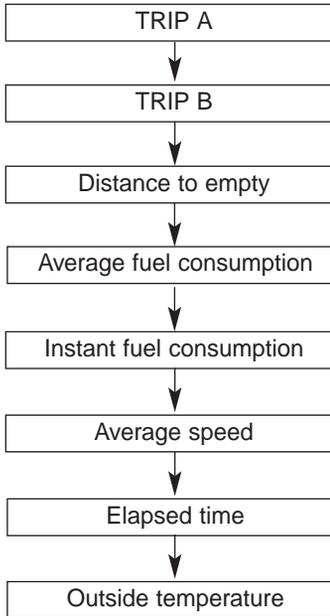 TRIP A
TRIP B
Distance to empty
Average fuel consumption
Instant fuel consumption
Average speed
Elapsed time
Outside temperature